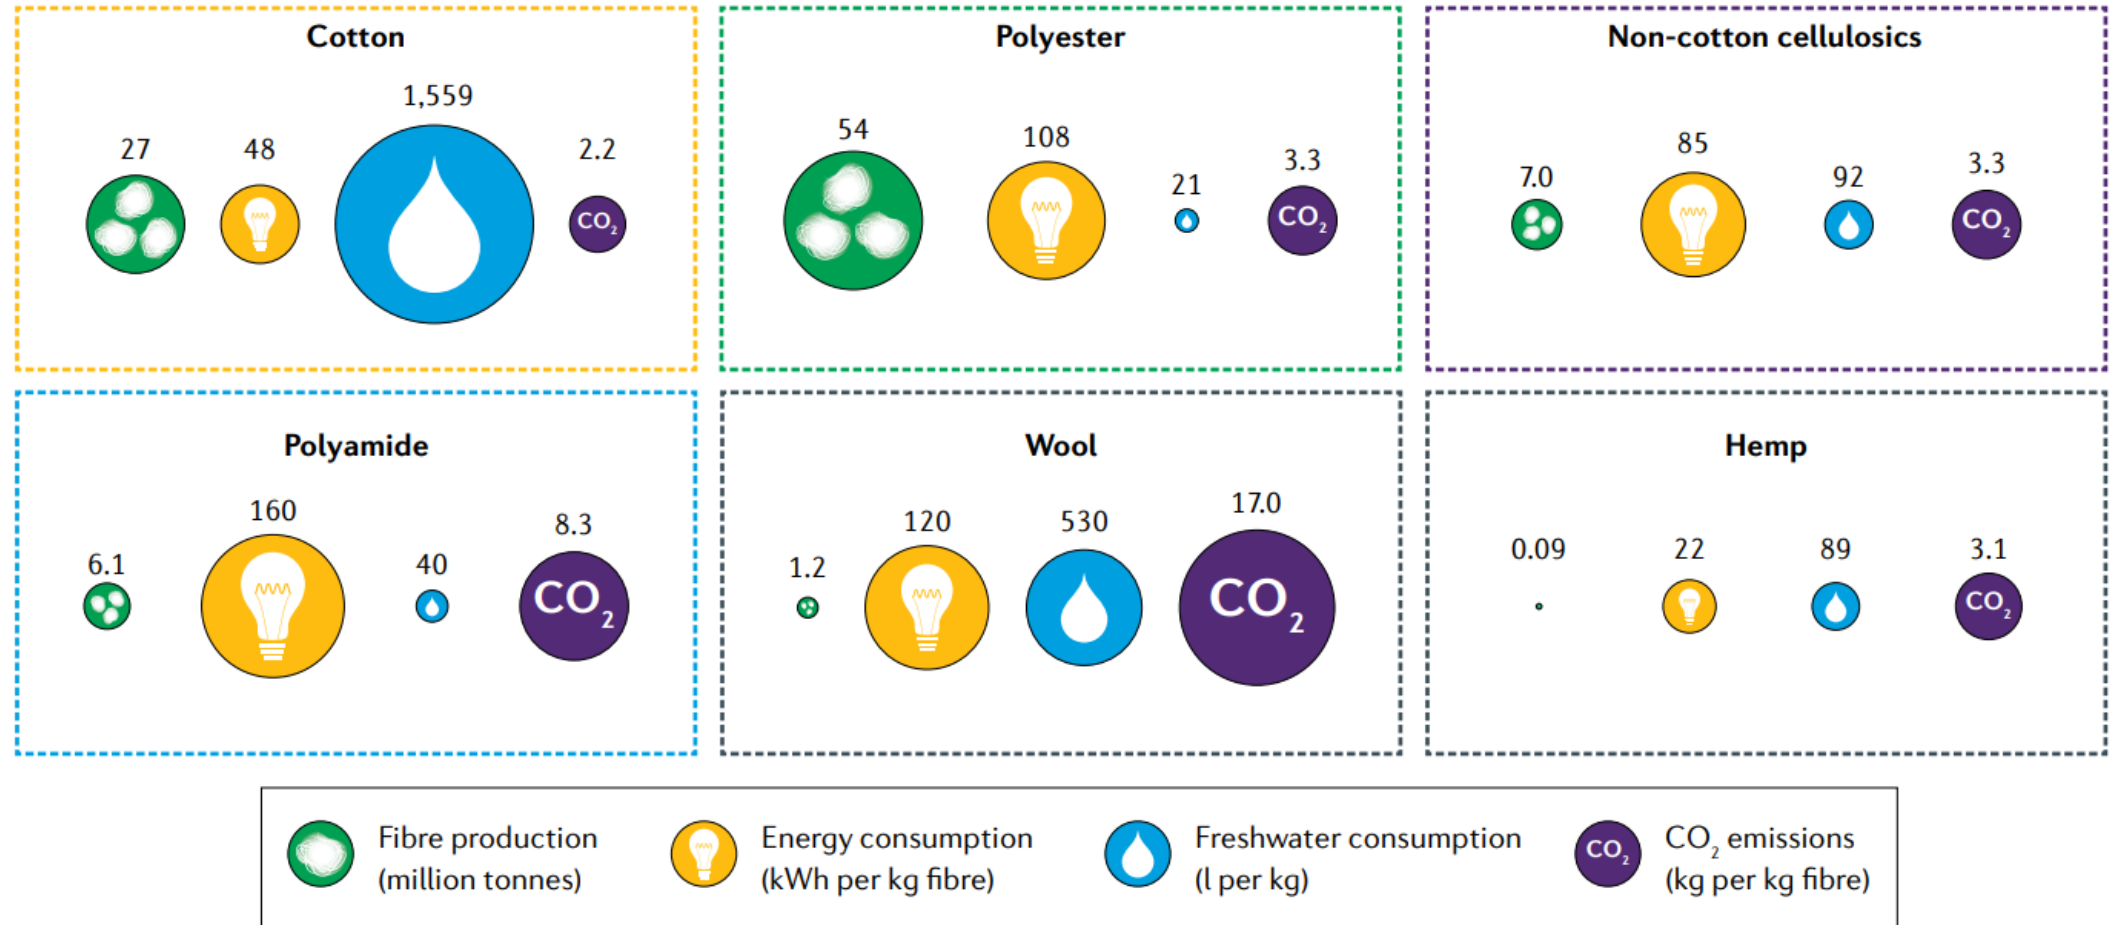 Cotton
27
48
1,559
2.2
CO₂
Polyester
54
108
21
3.3
CO₂
Non-cotton cellulosics
7.0
85
92
3.3
CO₂
Polyamide
6.1
160
40
8.3
CO₂
Wool
1.2
120
530
17.0
CO₂
Hemp
0.09
22
89
3.1
CO₂
Fibre production
(million tonnes)
Energy consumption
(kWh per kg fibre)
Freshwater consumption
(l per kg)
CO₂
CO₂ emissions
(kg per kg fibre)